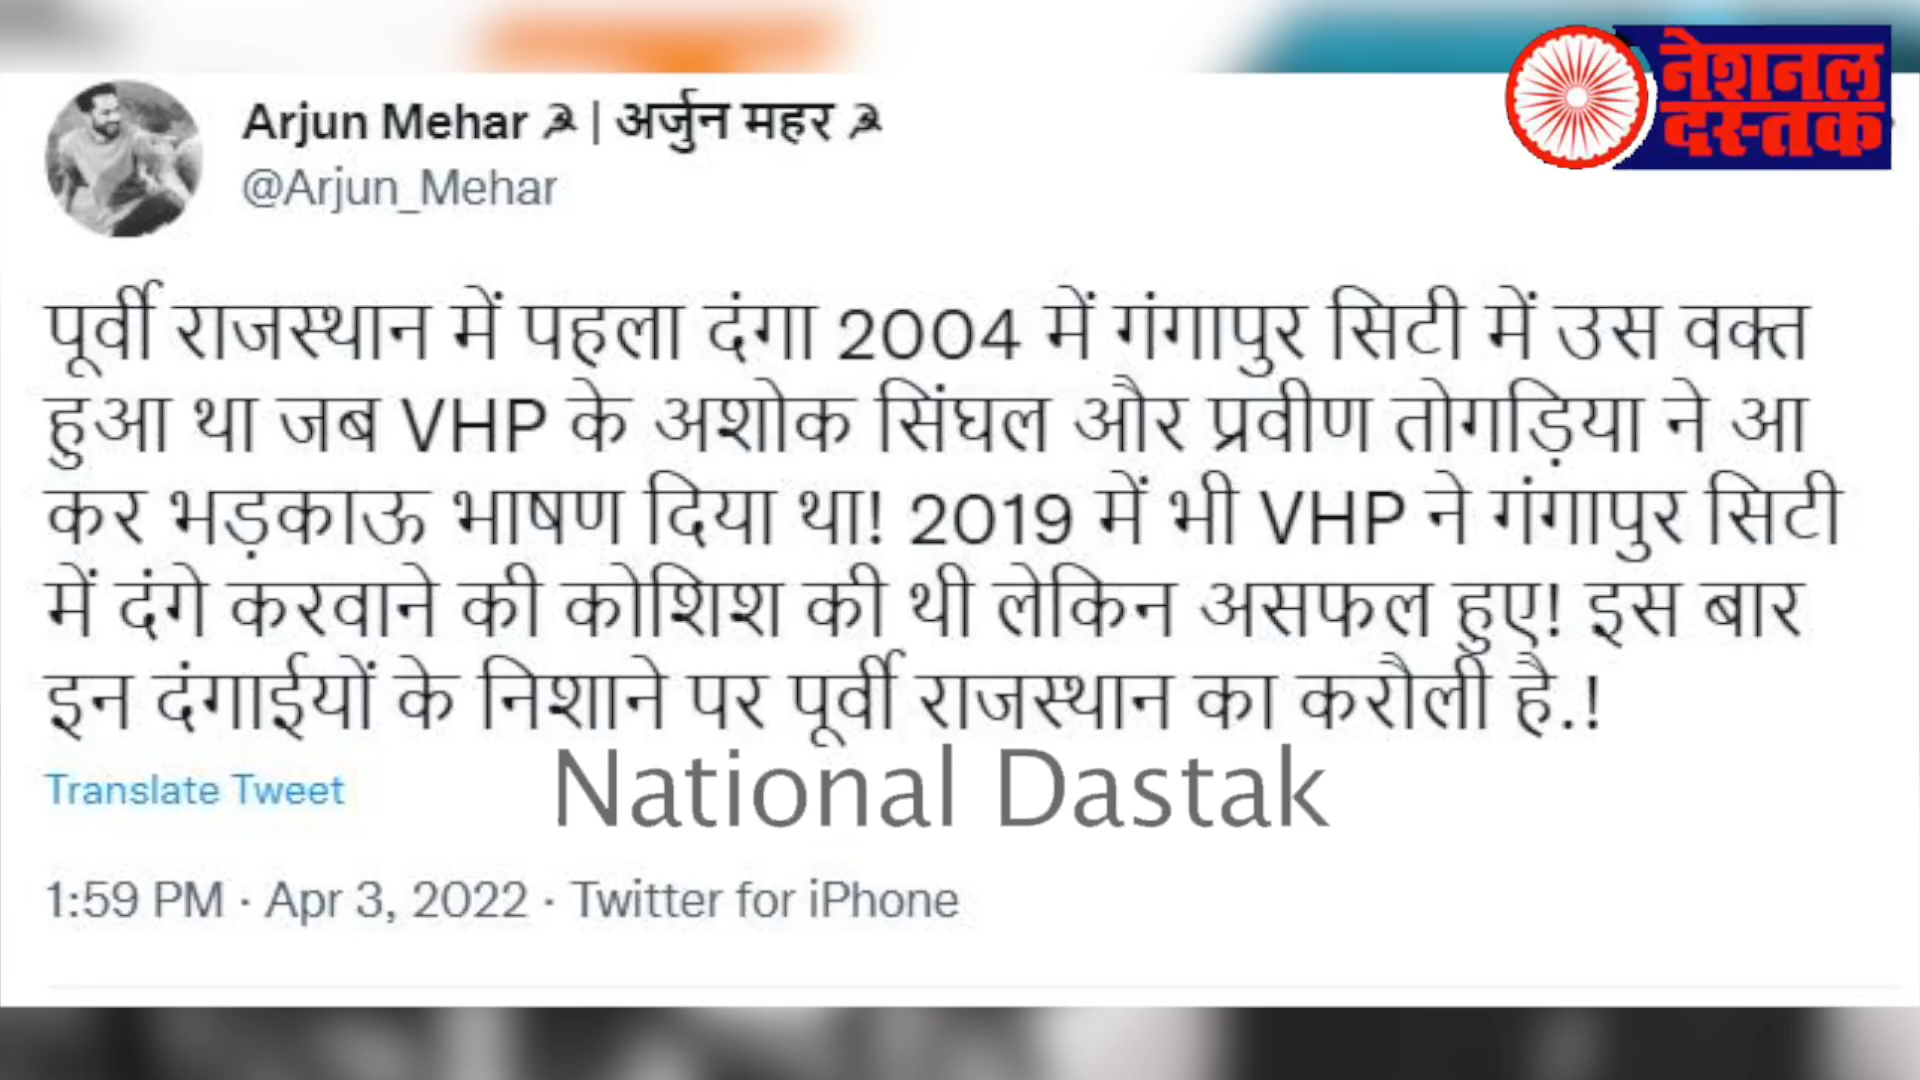 Arjun Mehar ☭ | अर्जुन महर ☭
@Arjun_Mehar
नेशनल
दस्तक
पूर्वी राजस्थान में पहला दंगा 2004 में गंगापुर सिटी में उस वक्त
हुआ था जब VHP के अशोक सिंघल और प्रवीण तोगड़िया ने आ
कर भड़काऊ भाषण दिया था! 2019 में भी VHP ने गंगापुर सिटी
में दंगे करवाने की कोशिश की थी लेकिन असफल हुए! इस बार
इन दंगाईयों के निशाने पर पूर्वी राजस्थान का करौली है.!
Translate Tweet
National Dastak
1:59 PM · Apr 3, 2022 · Twitter for iPhone